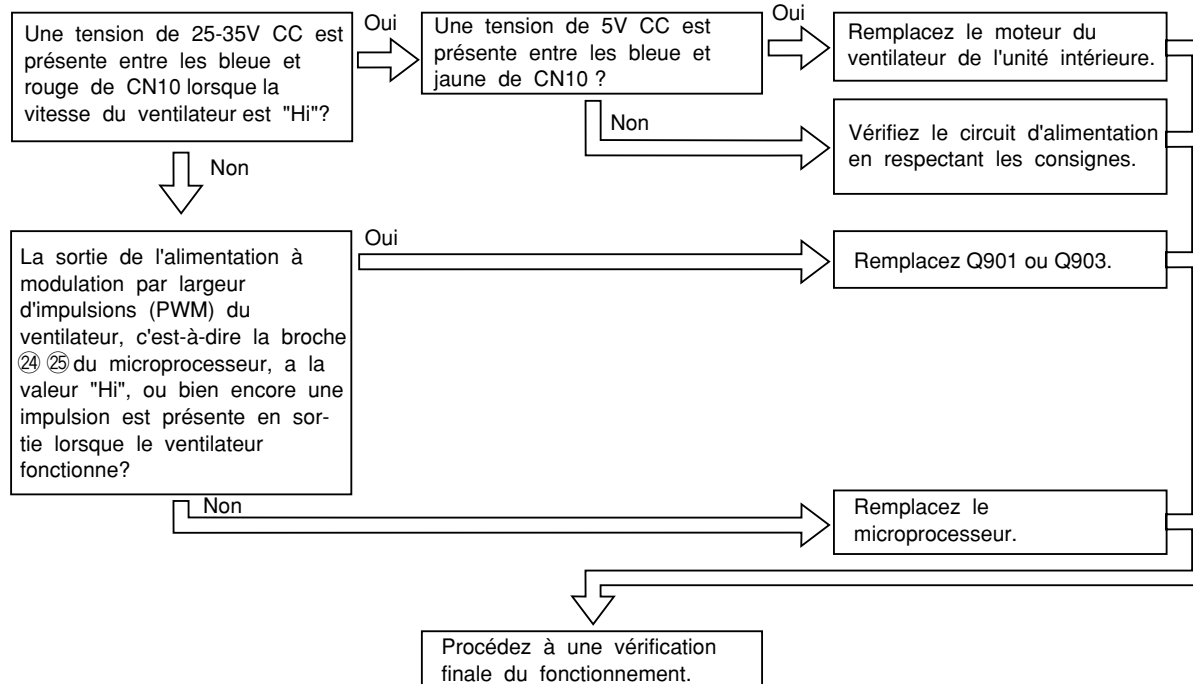 Une tension de 25-35V CC est
présente entre les bleue et
rouge de CN10 lorsque la
vitesse du ventilateur est "Hi"?
Oui
Une tension de 5V CC est
présente entre les bleue et
jaune de CN10 ?
Oui
Remplacez le moteur du
ventilateur de l'unité intérieure.
Non
Vérifiez le circuit d'alimentation
en respectant les consignes.
Non
La sortie de l'alimentation à
modulation par largeur
d'impulsions (PWM) du
ventilateur, c'est-à-dire la broche
㉔ ㉕ du microprocesseur, a la
valeur "Hi", ou bien encore une
impulsion est présente en sor-
tie lorsque le ventilateur
fonctionne?
Oui
Remplacez Q901 ou Q903.
Non
Remplacez le
microprocesseur.
Procédez à une vérification
finale du fonctionnement.